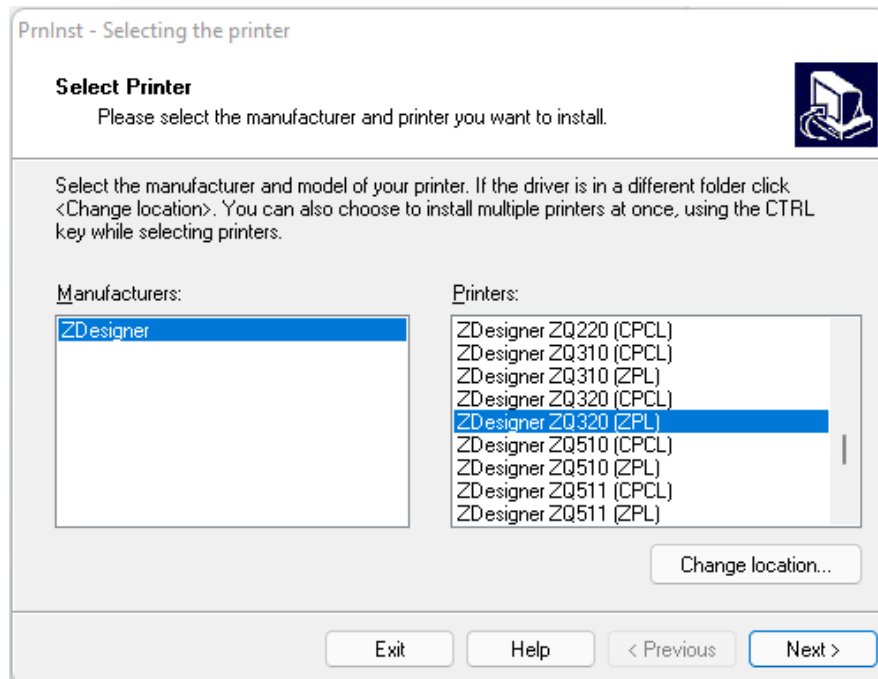 PrnInst - Selecting the printer
Select Printer
Please select the manufacturer and printer you want to install.
Select the manufacturer and model of your printer. If the driver is in a different folder click
<Change location>. You can also choose to install multiple printers at once, using the CTRL
key while selecting printers.
Manufacturers:
ZDesigner
Printers:
ZDesigner ZQ220 (CPCL)
ZDesigner ZQ310 (CPCL)
ZDesigner ZQ310 (ZPL)
ZDesigner ZQ320 (CPCL)
ZDesigner ZQ320 (ZPL)
ZDesigner ZQ510 (CPCL)
ZDesigner ZQ510 (ZPL)
ZDesigner ZQ511 (CPCL)
ZDesigner ZQ511 (ZPL)
Change location...
Exit
Help
< Previous
Next >